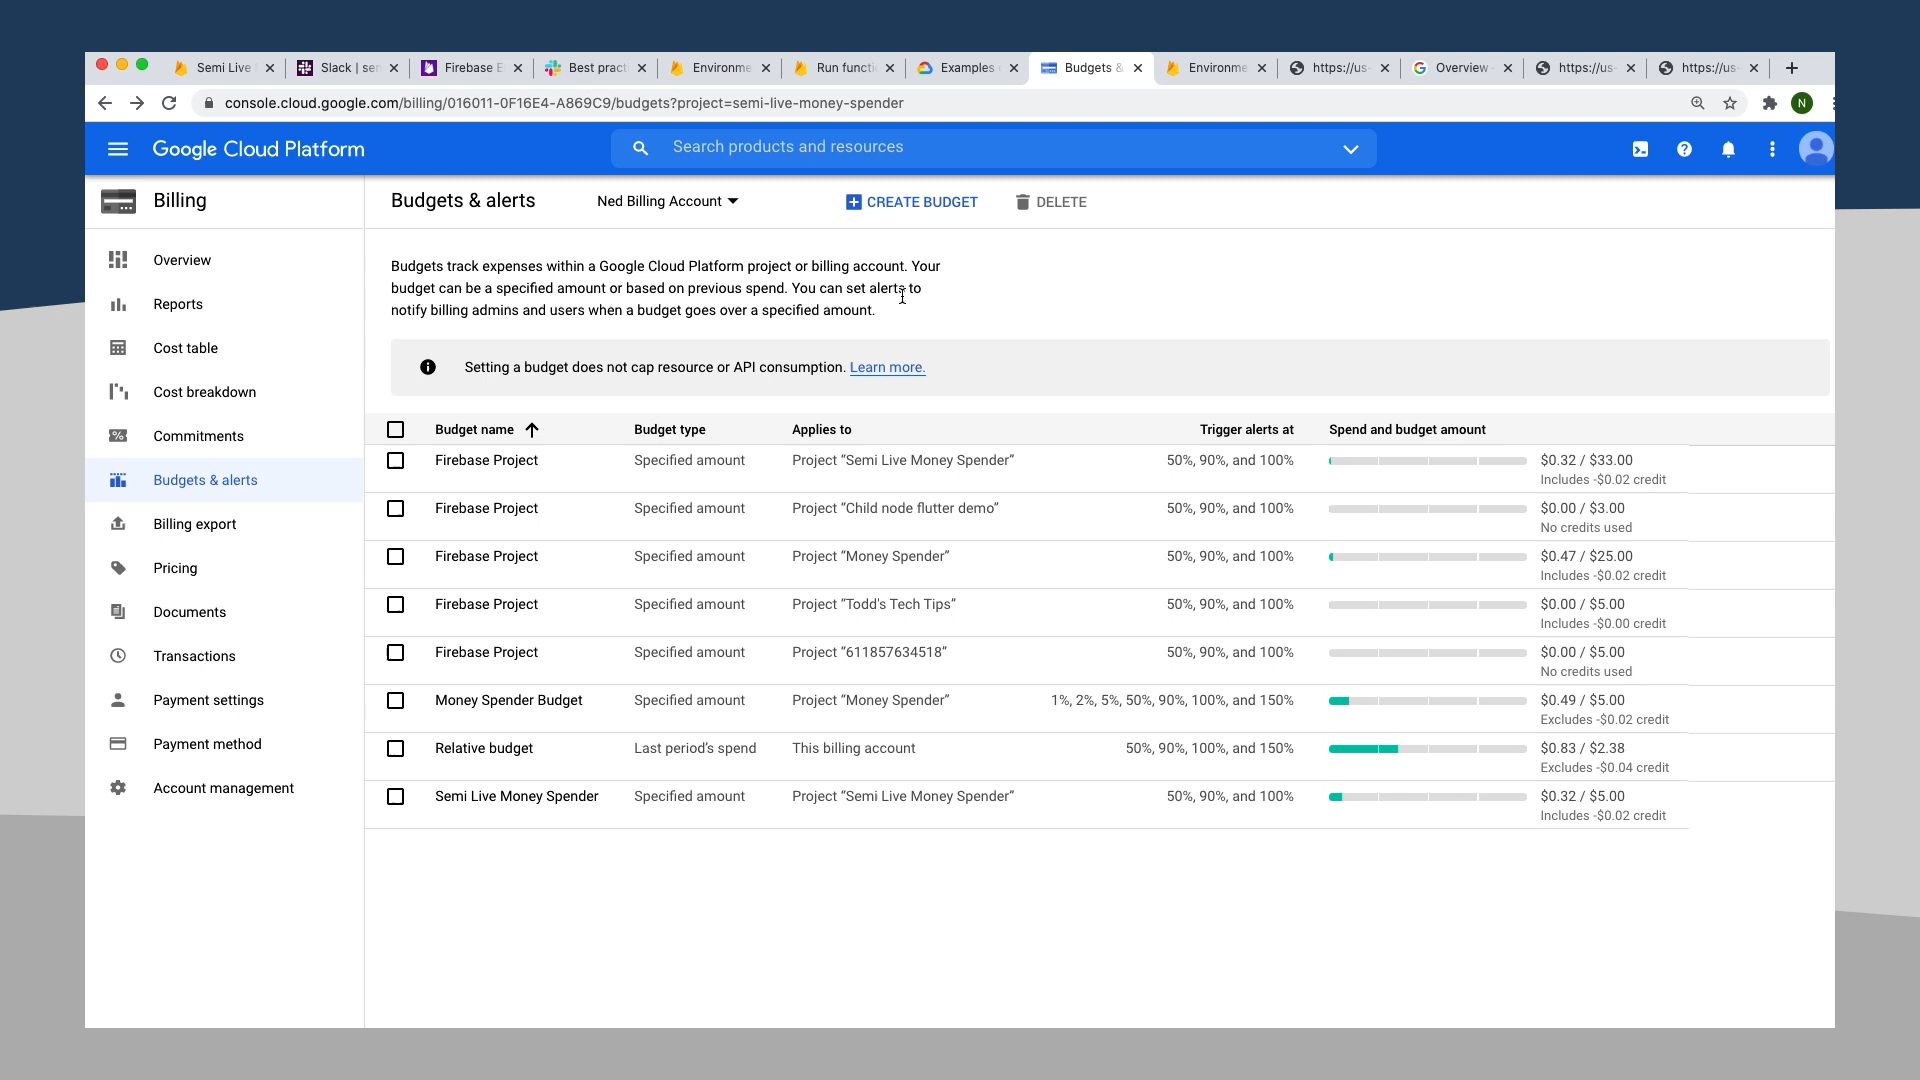 Semi Live
Slack | sen
Firebase E
Best pract
Environme
Run functi
Examples
Budgets &
Environme
https://us-
Overview
https://us-
https://us-
console.cloud.google.com/billing/016011-0F16E4-A869C9/budgets?project=semi-live-money-spender
N
Google Cloud Platform
Search products and resources
Billing
Budgets & alerts
Ned Billing Account
CREATE BUDGET
DELETE
Overview
Reports
Cost table
Cost breakdown
Commitments
Budgets & alerts
Billing export
Pricing
Documents
Transactions
Payment settings
Payment method
Account management
Budgets track expenses within a Google Cloud Platform project or billing account. Your
budget can be a specified amount or based on previous spend. You can set alerts to
notify billing admins and users when a budget goes over a specified amount.
Setting a budget does not cap resource or API consumption. Learn more.
Budget name Budget type Applies to Trigger alerts at Spend and budget amount
Firebase Project Specified amount Project “Semi Live Money Spender” 50%, 90%, and 100% $0.32 / $33.00
Includes -$0.02 credit
Firebase Project Specified amount Project “Child node flutter demo” 50%, 90%, and 100% $0.00 / $3.00
No credits used
Firebase Project Specified amount Project “Money Spender” 50%, 90%, and 100% $0.47 / $25.00
Includes -$0.02 credit
Firebase Project Specified amount Project “Todd's Tech Tips” 50%, 90%, and 100% $0.00 / $5.00
Includes -$0.00 credit
Firebase Project Specified amount Project “611857634518” 50%, 90%, and 100% $0.00 / $5.00
No credits used
Money Spender Budget Specified amount Project “Money Spender” 1%, 2%, 5%, 50%, 90%, 100%, and 150% $0.49 / $5.00
Excludes -$0.02 credit
Relative budget Last period's spend This billing account 50%, 90%, 100%, and 150% $0.83 / $2.38
Excludes -$0.04 credit
Semi Live Money Spender Specified amount Project “Semi Live Money Spender” 50%, 90%, and 100% $0.32 / $5.00
Includes -$0.02 credit